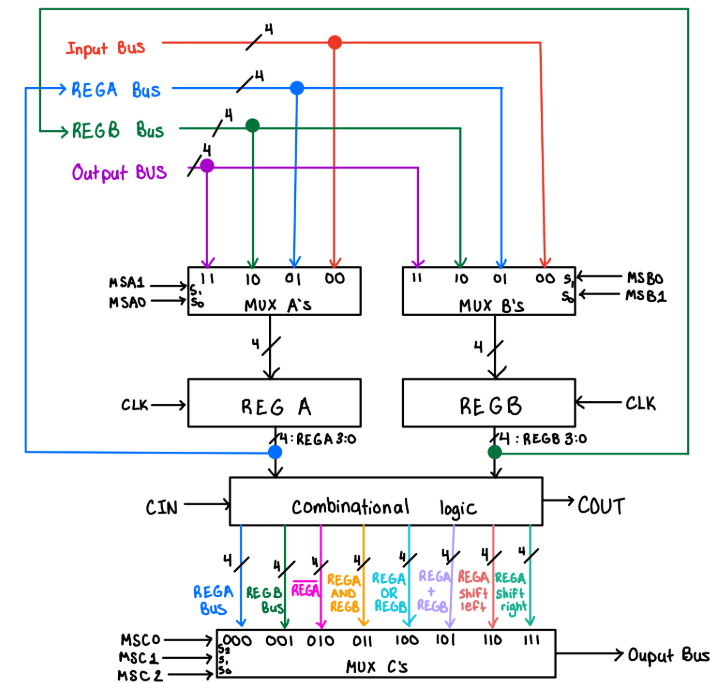 Input Bus
4
REGA Bus
4
REGB Bus
4
Output BUS
4
11 10 01 00
MSA1
MSA0
S1
S0
MUX A's
11 10 01 00
S1
S0
MSB0
MSB1
MUX B's
4
4
CLK
REG A
REGB
CLK
4: REGA 3:0
4: REGB 3:0
CIN
Combinational logic
COUT
4 4 4 4 4 4 4 4
REGA
BUS
REGB
Bus
REGA
REGA
AND
REGB
REGA
OR
REGB
REGA
+
REGB
REGA
shift
left
REGA
shift
right
000 001 010 011 100 101 110 111
MSC0
MSC1
MSC2
S2
S1
S0
MUX C's
Ouput Bus